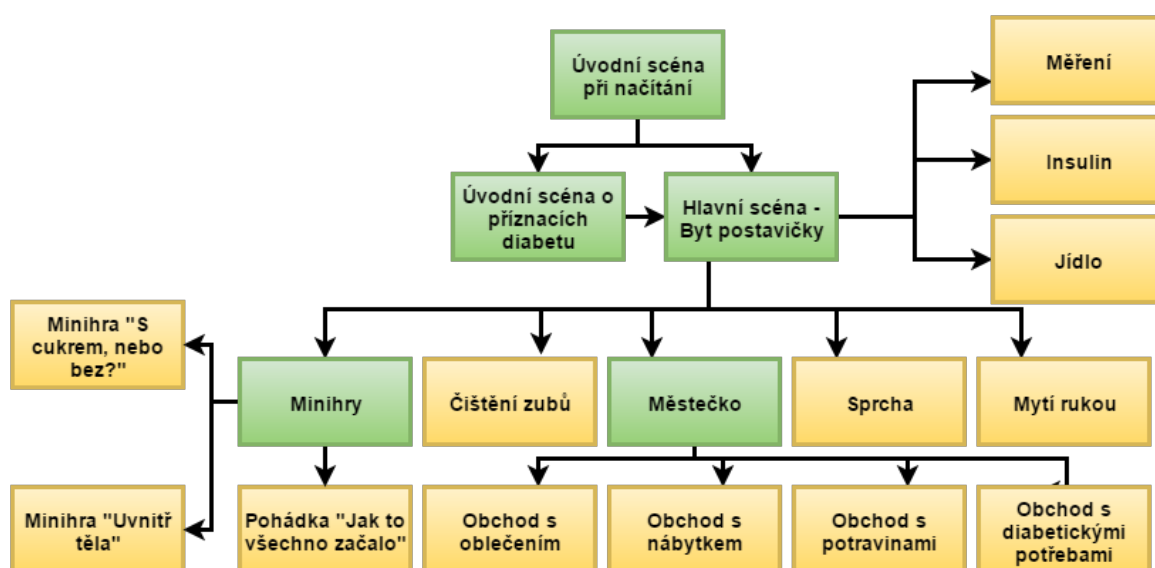 Úvodní scéna
při načítání
Měření
Insulin
Jídlo
Úvodní scéna o
příznacích
diabetu
Hlavní scéna -
Byt postavičky
Minihra "S
cukrem, nebo
bez?"
Minihry
Čištění zubů
Městečko
Sprcha
Mytí rukou
Minihra "Uvnitř
těla"
Pohádka "Jak to
všechno začalo"
Obchod s
oblečením
Obchod s
nábytkem
Obchod s
potravinami
Obchod s
diabetickými
potřebami